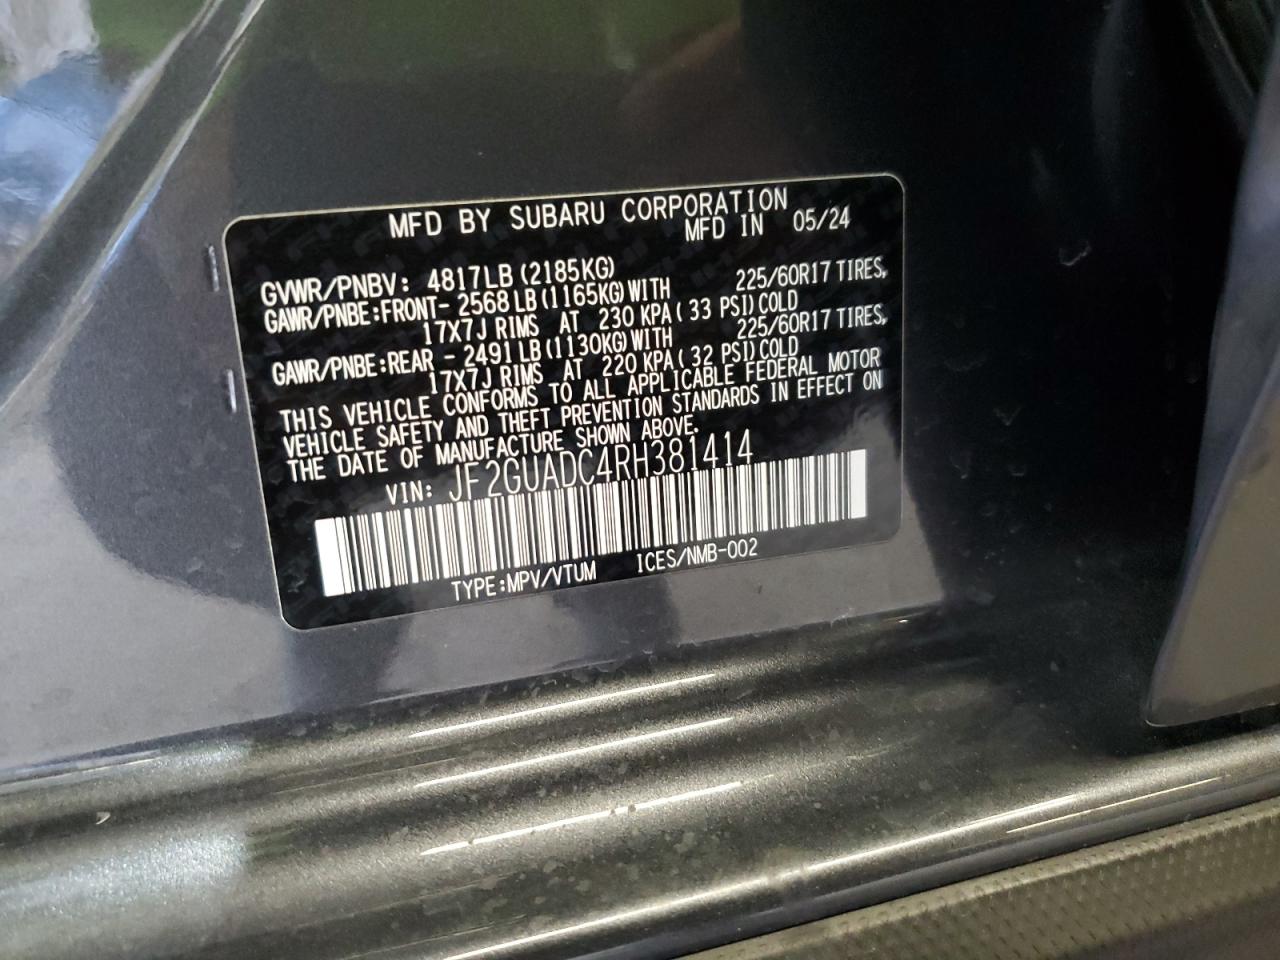 MFD BY SUBARU CORPORATION
MFD IN 05/24
GVWR/PNBV: 4817LB (2185KG)
GAWR/PNBE:FRONT- 2568 LB (1165KG) WITH 225/60R17 TIRES,
17X7J RIMS AT 230 KPA ( 33 PSI) COLD
GAWR/PNBE:REAR - 2491 LB (1130KG) WITH 225/60R17 TIRES,
17X7J RIMS AT 220 KPA ( 32 PSI) COLD
THIS VEHICLE CONFORMS TO ALL APPLICABLE FEDERAL MOTOR
VEHICLE SAFETY AND THEFT PREVENTION STANDARDS IN EFFECT ON
THE DATE OF MANUFACTURE SHOWN ABOVE.
VIN: JF2GUADC4RH381414
TYPE:MPV/VTUM ICES/NMB-002